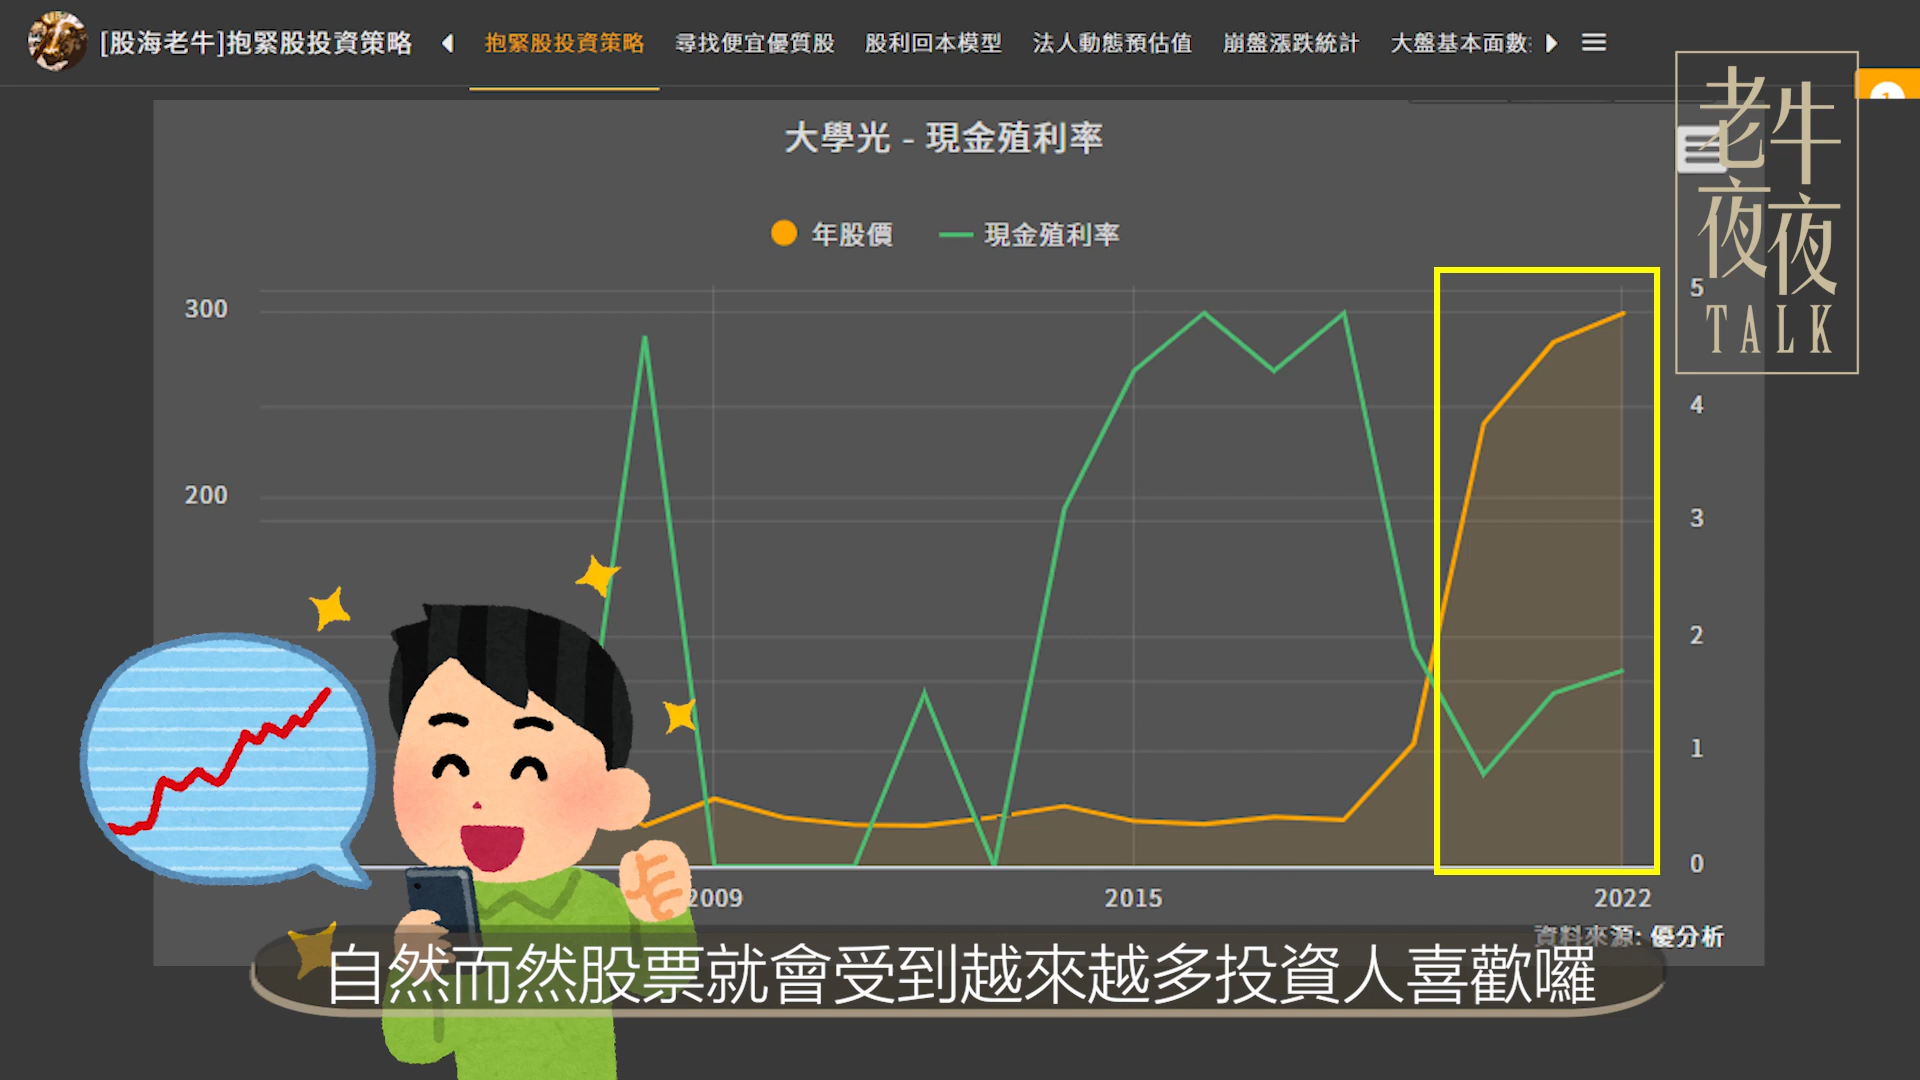 [股海老牛]抱緊股投資策略
抱緊股投資策略
尋找便宜優質股
股利回本模型
法人動態預估值
崩盤漲跌統計
大盤基本面數
老牛
夜夜
TALK
大學光 - 現金殖利率
年股價
現金殖利率
300
200
5
4
3
2
1
0
2009
2015
2022
資料來源: 優分析
自然而然股票就會受到越來越多投資人喜歡囉